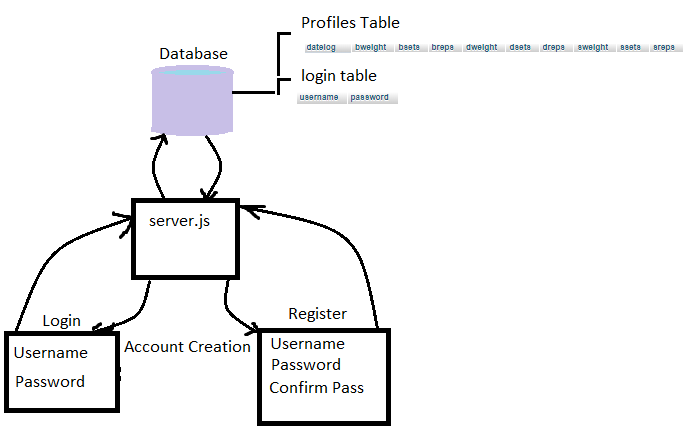 Profiles Table
datelog bweight bsets breps dweight dsets dreps sweight ssets sreps
Database
login table
username password
server.js
Login
Register
Account Creation
Username
Password
Username
Password
Confirm Pass